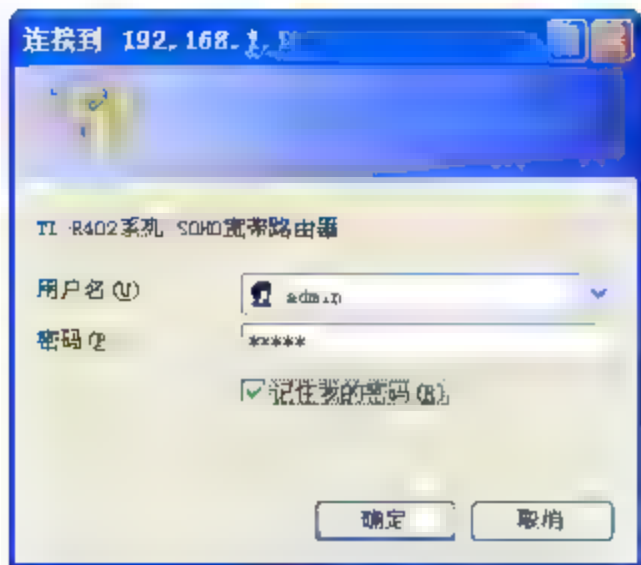 连接到 192.168.1.
TL-R402系列 SOHO宽带路由器
用户名(U)
admin
密码(P
*****
记住我的密码(R)
确定
取消